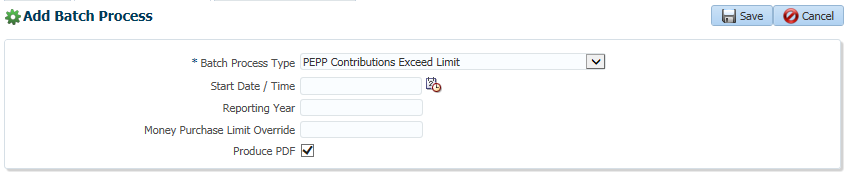 Add Batch Process
Save
Cancel
* Batch Process Type PEPP Contributions Exceed Limit
Start Date / Time
Reporting Year
Money Purchase Limit Override
Produce PDF